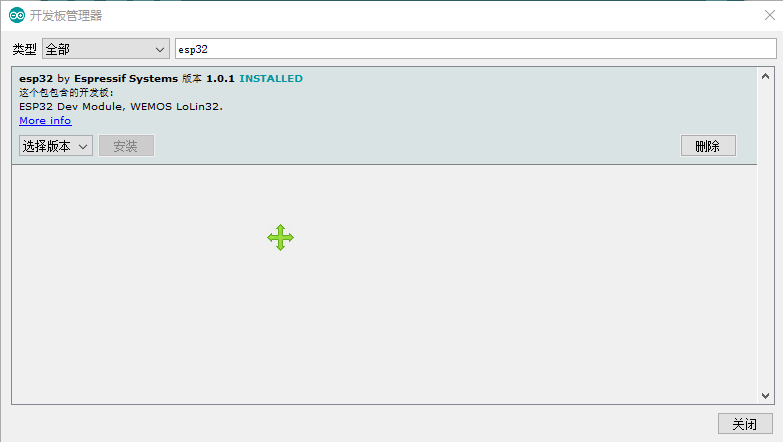 开发板管理器
类型 全部 esp32
esp32 by Espressif Systems 版本 1.0.1 INSTALLED
这个包包含的开发板：
ESP32 Dev Module, WEMOS LoLin32.
More info
选择版本 安装 删除
关闭